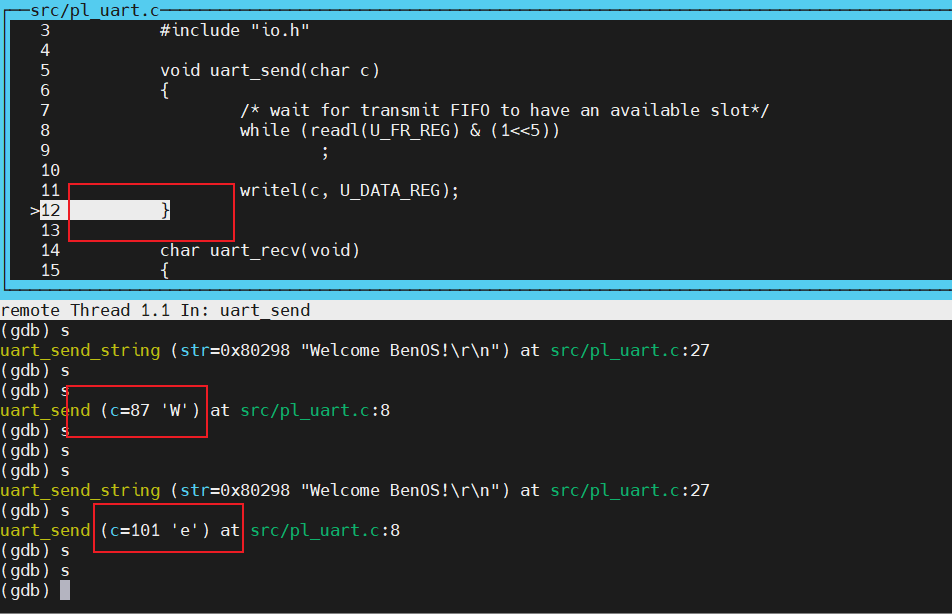 src/pl_uart.c
3 #include "io.h"
4
5 void uart_send(char c)
6 {
7 /* wait for transmit FIFO to have an available slot*/
8 while (readl(U_FR_REG) & (1<<5))
9 ;
10
11 writel(c, U_DATA_REG);
>12 }
13
14 char uart_recv(void)
15 {
remote Thread 1.1 In: uart_send
(gdb) s
uart_send_string (str=0x80298 "Welcome BenOS!\r\n") at src/pl_uart.c:27
(gdb) s
(gdb) s
uart_send (c=87 'W') at src/pl_uart.c:8
(gdb) s
(gdb) s
(gdb) s
uart_send_string (str=0x80298 "Welcome BenOS!\r\n") at src/pl_uart.c:27
(gdb) s
uart_send (c=101 'e') at src/pl_uart.c:8
(gdb) s
(gdb) s
(gdb)